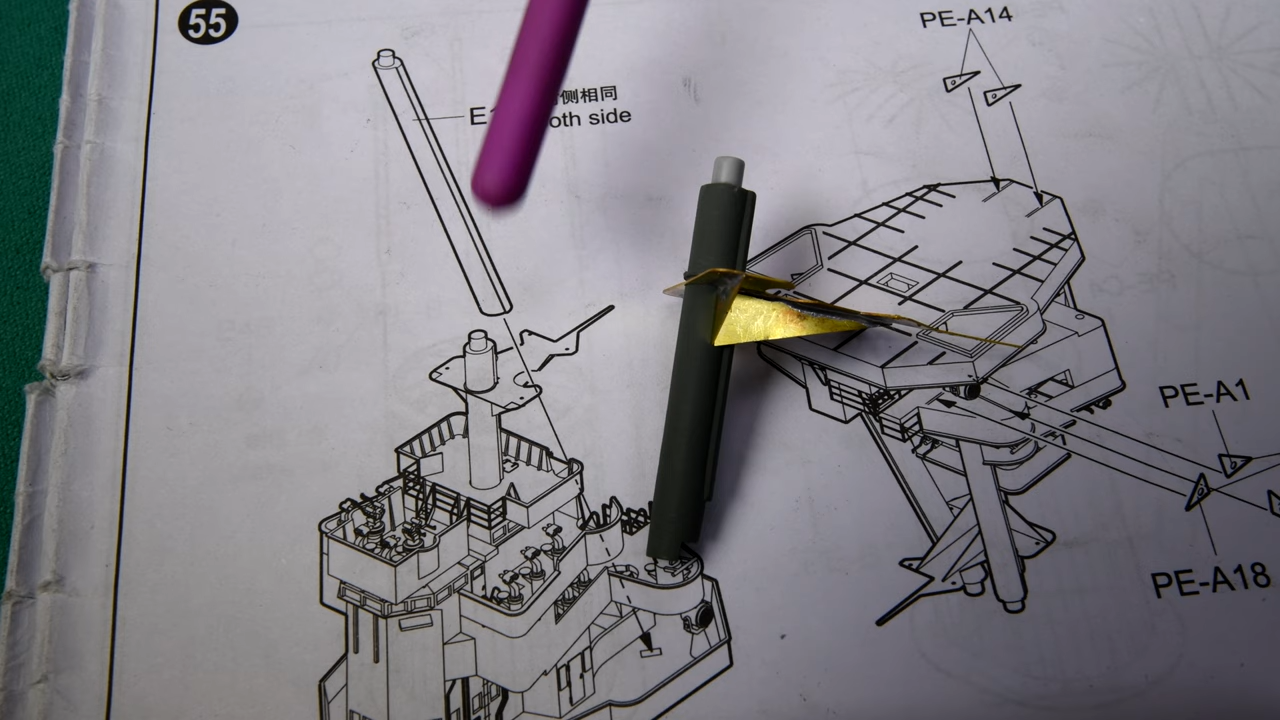 55
侧相同
oth side
PE-A14
PE-A1
PE-A18